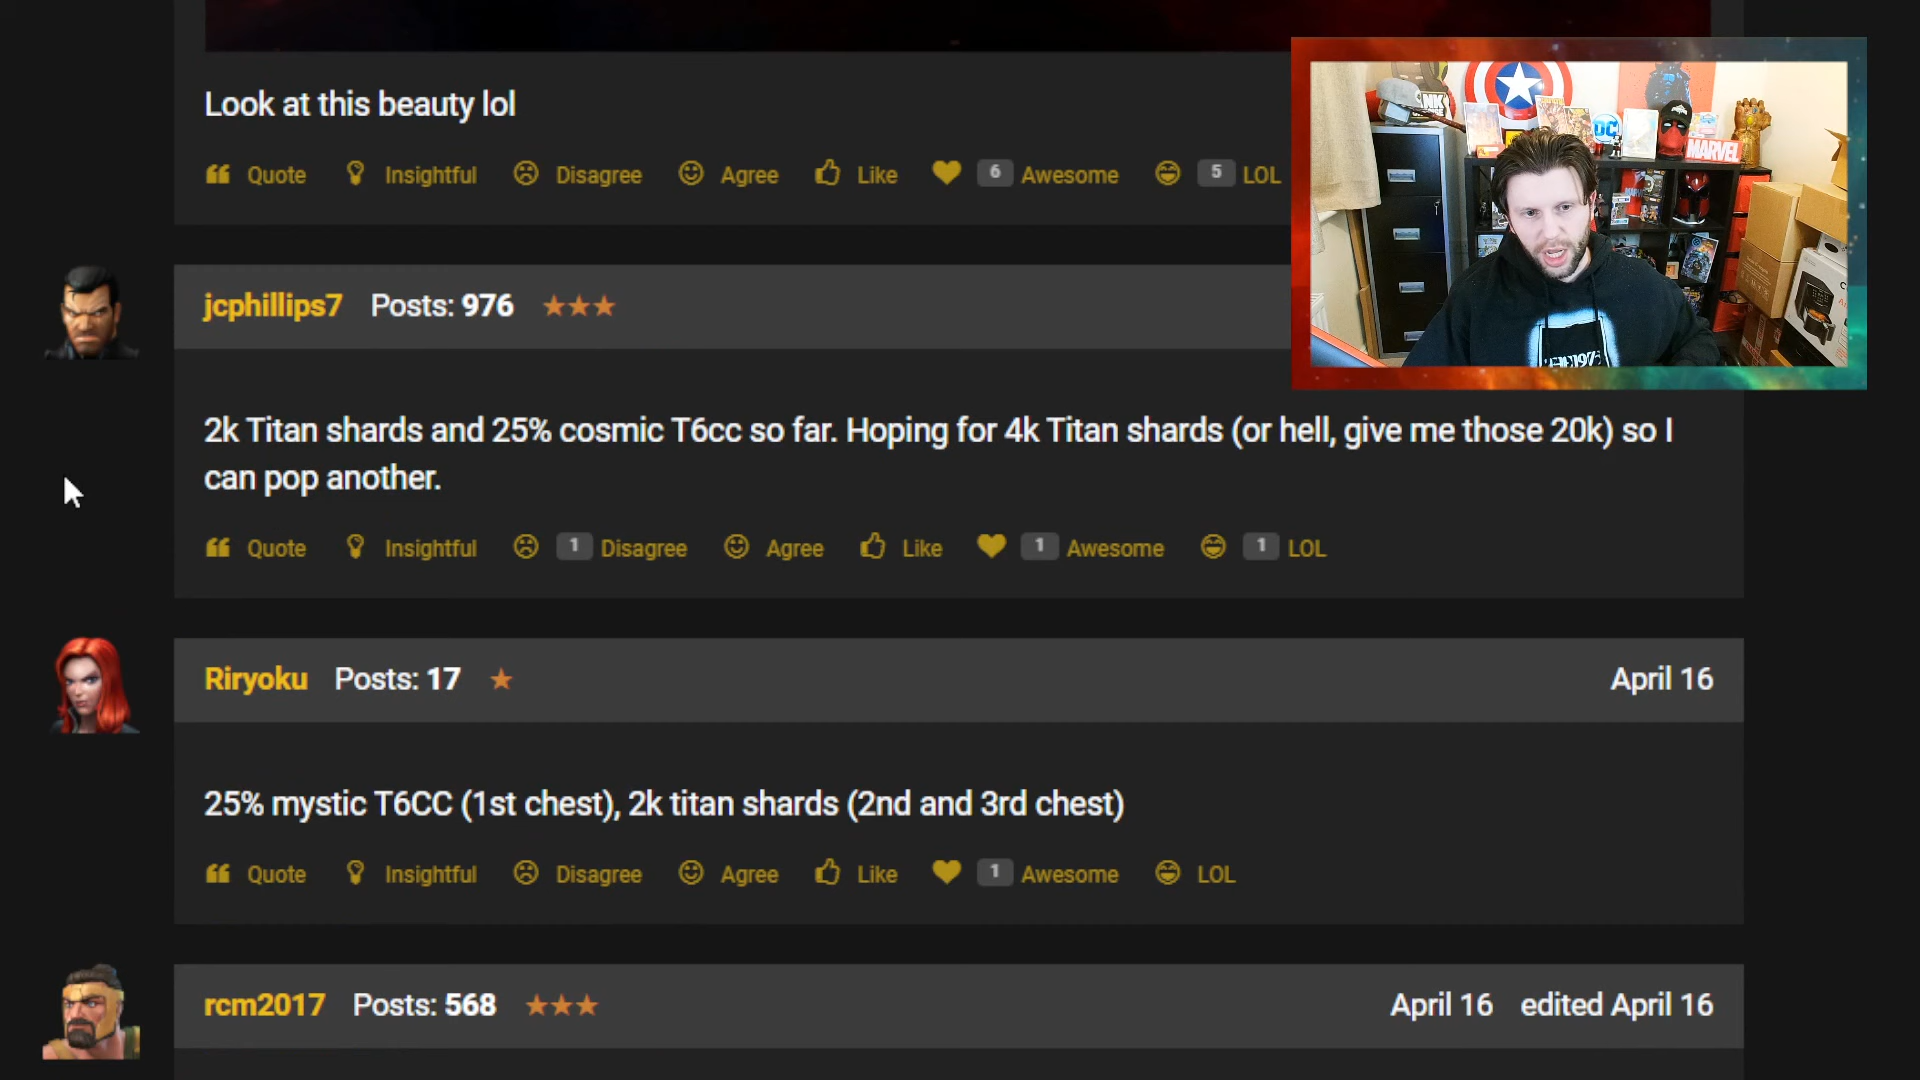 Look at this beauty lol
Quote Insightful Disagree Agree Like 6 Awesome 5 LOL
jcphillips7 Posts: 976
2k Titan shards and 25% cosmic T6cc so far. Hoping for 4k Titan shards (or hell, give me those 20k) so I
can pop another.
Quote Insightful 1 Disagree Agree Like 1 Awesome 1 LOL
Riryoku Posts: 17 April 16
25% mystic T6CC (1st chest), 2k titan shards (2nd and 3rd chest)
Quote Insightful Disagree Agree Like 1 Awesome LOL
rcm2017 Posts: 568 April 16 edited April 16
DC
MARVEL